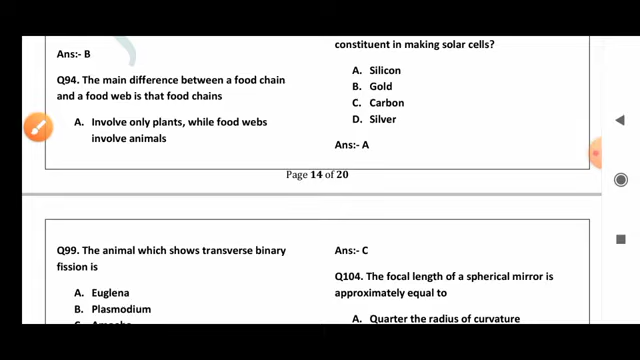 Ans:- B
Q94. The main difference between a food chain
and a food web is that food chains
A. Involve only plants, while food webs
involve animals
constituent in making solar cells?
A. Silicon
B. Gold
C. Carbon
D. Silver
Ans:- A
Page 14 of 20
Q99. The animal which shows transverse binary
fission is
A. Euglena
B. Plasmodium
C. Amoeba
Ans:- C
Q104. The focal length of a spherical mirror is
approximately equal to
A. Quarter the radius of curvature